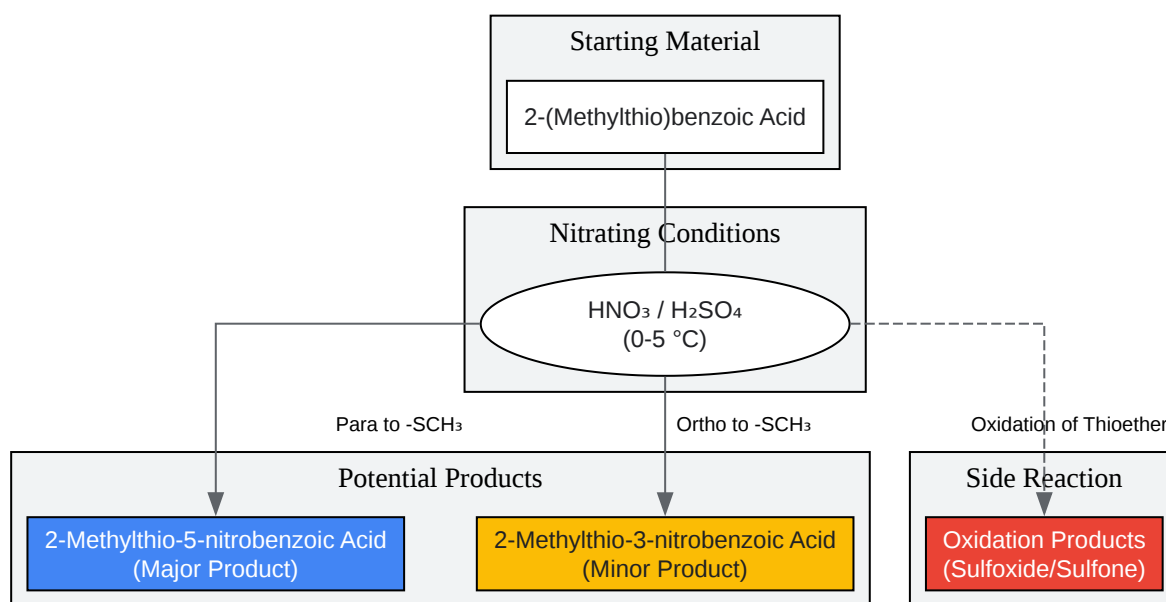 Starting Material
2-(Methylthio)benzoic Acid
Nitrating Conditions
HNO₃ / H₂SO₄
(0-5 °C)
Para to -SCH₃
Ortho to -SCH₃
Oxidation of Thioether
Potential Products
Side Reaction
2-Methylthio-5-nitrobenzoic Acid
(Major Product)
2-Methylthio-3-nitrobenzoic Acid
(Minor Product)
Oxidation Products
(Sulfoxide/Sulfone)